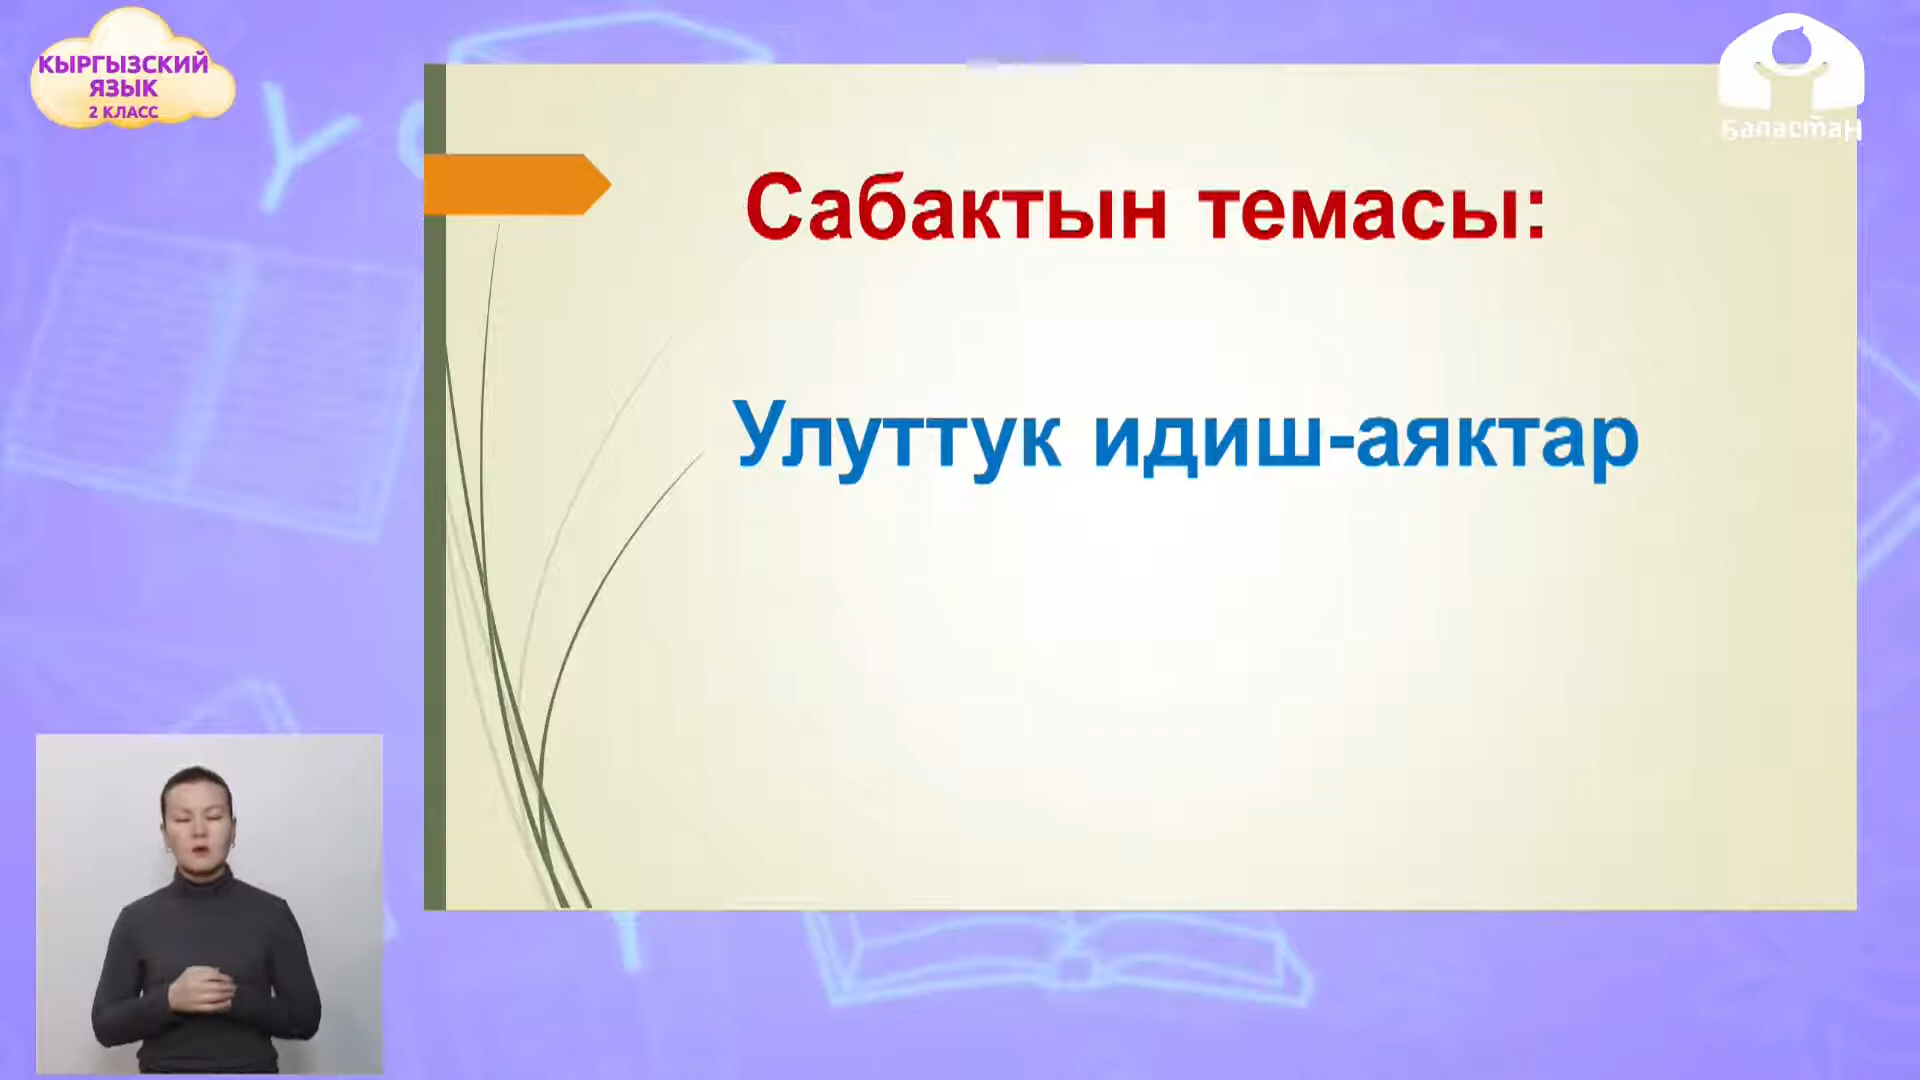 КЫРГЫЗСКИЙ
ЯЗЫК
2 КЛАСС
Баластан
Сабактын темасы:
Улуттук идиш-аяктар